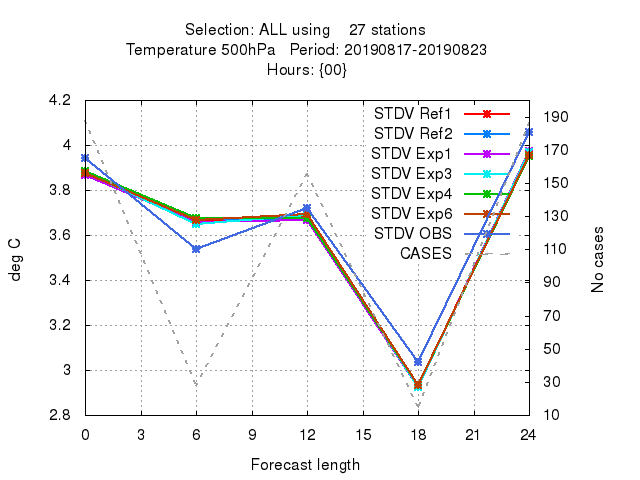 Selection: ALL using    27 stations
Temperature 500hPa   Period: 20190817-20190823
Hours: {00}
STDV Ref1
STDV Ref2
STDV Exp1
STDV Exp3
STDV Exp4
STDV Exp6
STDV OBS
CASES
4.2
4
3.8
3.6
3.4
3.2
3
2.8
deg C
190
170
150
130
110
90
70
50
30
10
No cases
0 3 6 9 12 15 18 21 24
Forecast length